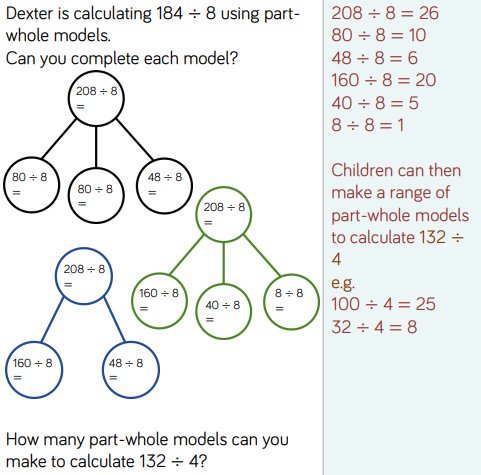 Dexter is calculating 184 ÷ 8 using part-
whole models.
Can you complete each model?
208 ÷ 8
=
80 ÷ 8
=
80 ÷ 8
=
48 ÷ 8
=
208 ÷ 8
=
160 ÷ 8
=
40 ÷ 8
=
8 ÷ 8
=
208 ÷ 8
=
160 ÷ 8
=
48 ÷ 8
=
How many part-whole models can you
make to calculate 132 ÷ 4?
208 ÷ 8 = 26
80 ÷ 8 = 10
48 ÷ 8 = 6
160 ÷ 8 = 20
40 ÷ 8 = 5
8 ÷ 8 = 1
Children can then
make a range of
part-whole models
to calculate 132 ÷
4
e.g.
100 ÷ 4 = 25
32 ÷ 4 = 8